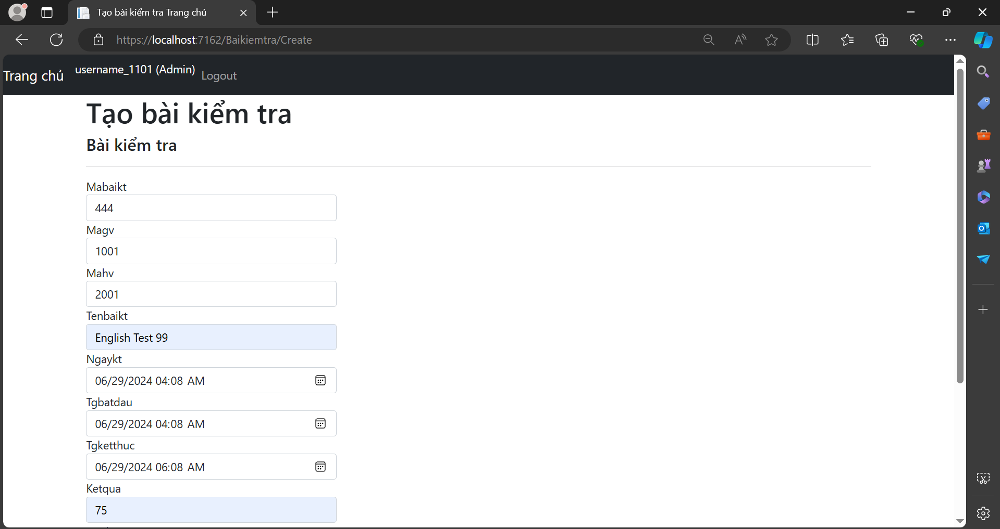 Tạo bài kiểm tra Trang chủ
https://localhost:7162/Baikiemtra/Create
Trang chủ username_1101 (Admin) Logout
Tạo bài kiểm tra
Bài kiểm tra
Mabaikt
444
Magv
1001
Mahv
2001
Tenbaikt
English Test 99
Ngaykt
06/29/2024 04:08 AM
Tgbatdau
06/29/2024 04:08 AM
Tgketthuc
06/29/2024 06:08 AM
Ketqua
75